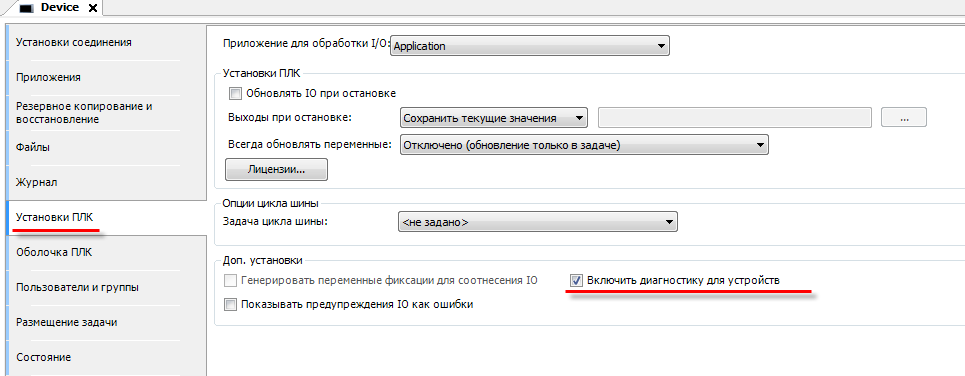 Device
Установки соединения
Приложения
Резервное копирование и
восстановление
Файлы
Журнал
Установки ПЛК
Оболочка ПЛК
Пользователи и группы
Размещение задачи
Состояние
Приложение для обработки I/O: Application
Установки ПЛК
Обновлять IO при остановке
Выходы при остановке: Сохранить текущие значения ...
Всегда обновлять переменные: Отключено (обновление только в задаче)
Лицензии...
Опции цикла шины
Задача цикла шины: <не задано>
Доп. установки
Генерировать переменные фиксации для соотнесения IO Включить диагностику для устройств
Показывать предупреждения IO как ошибки